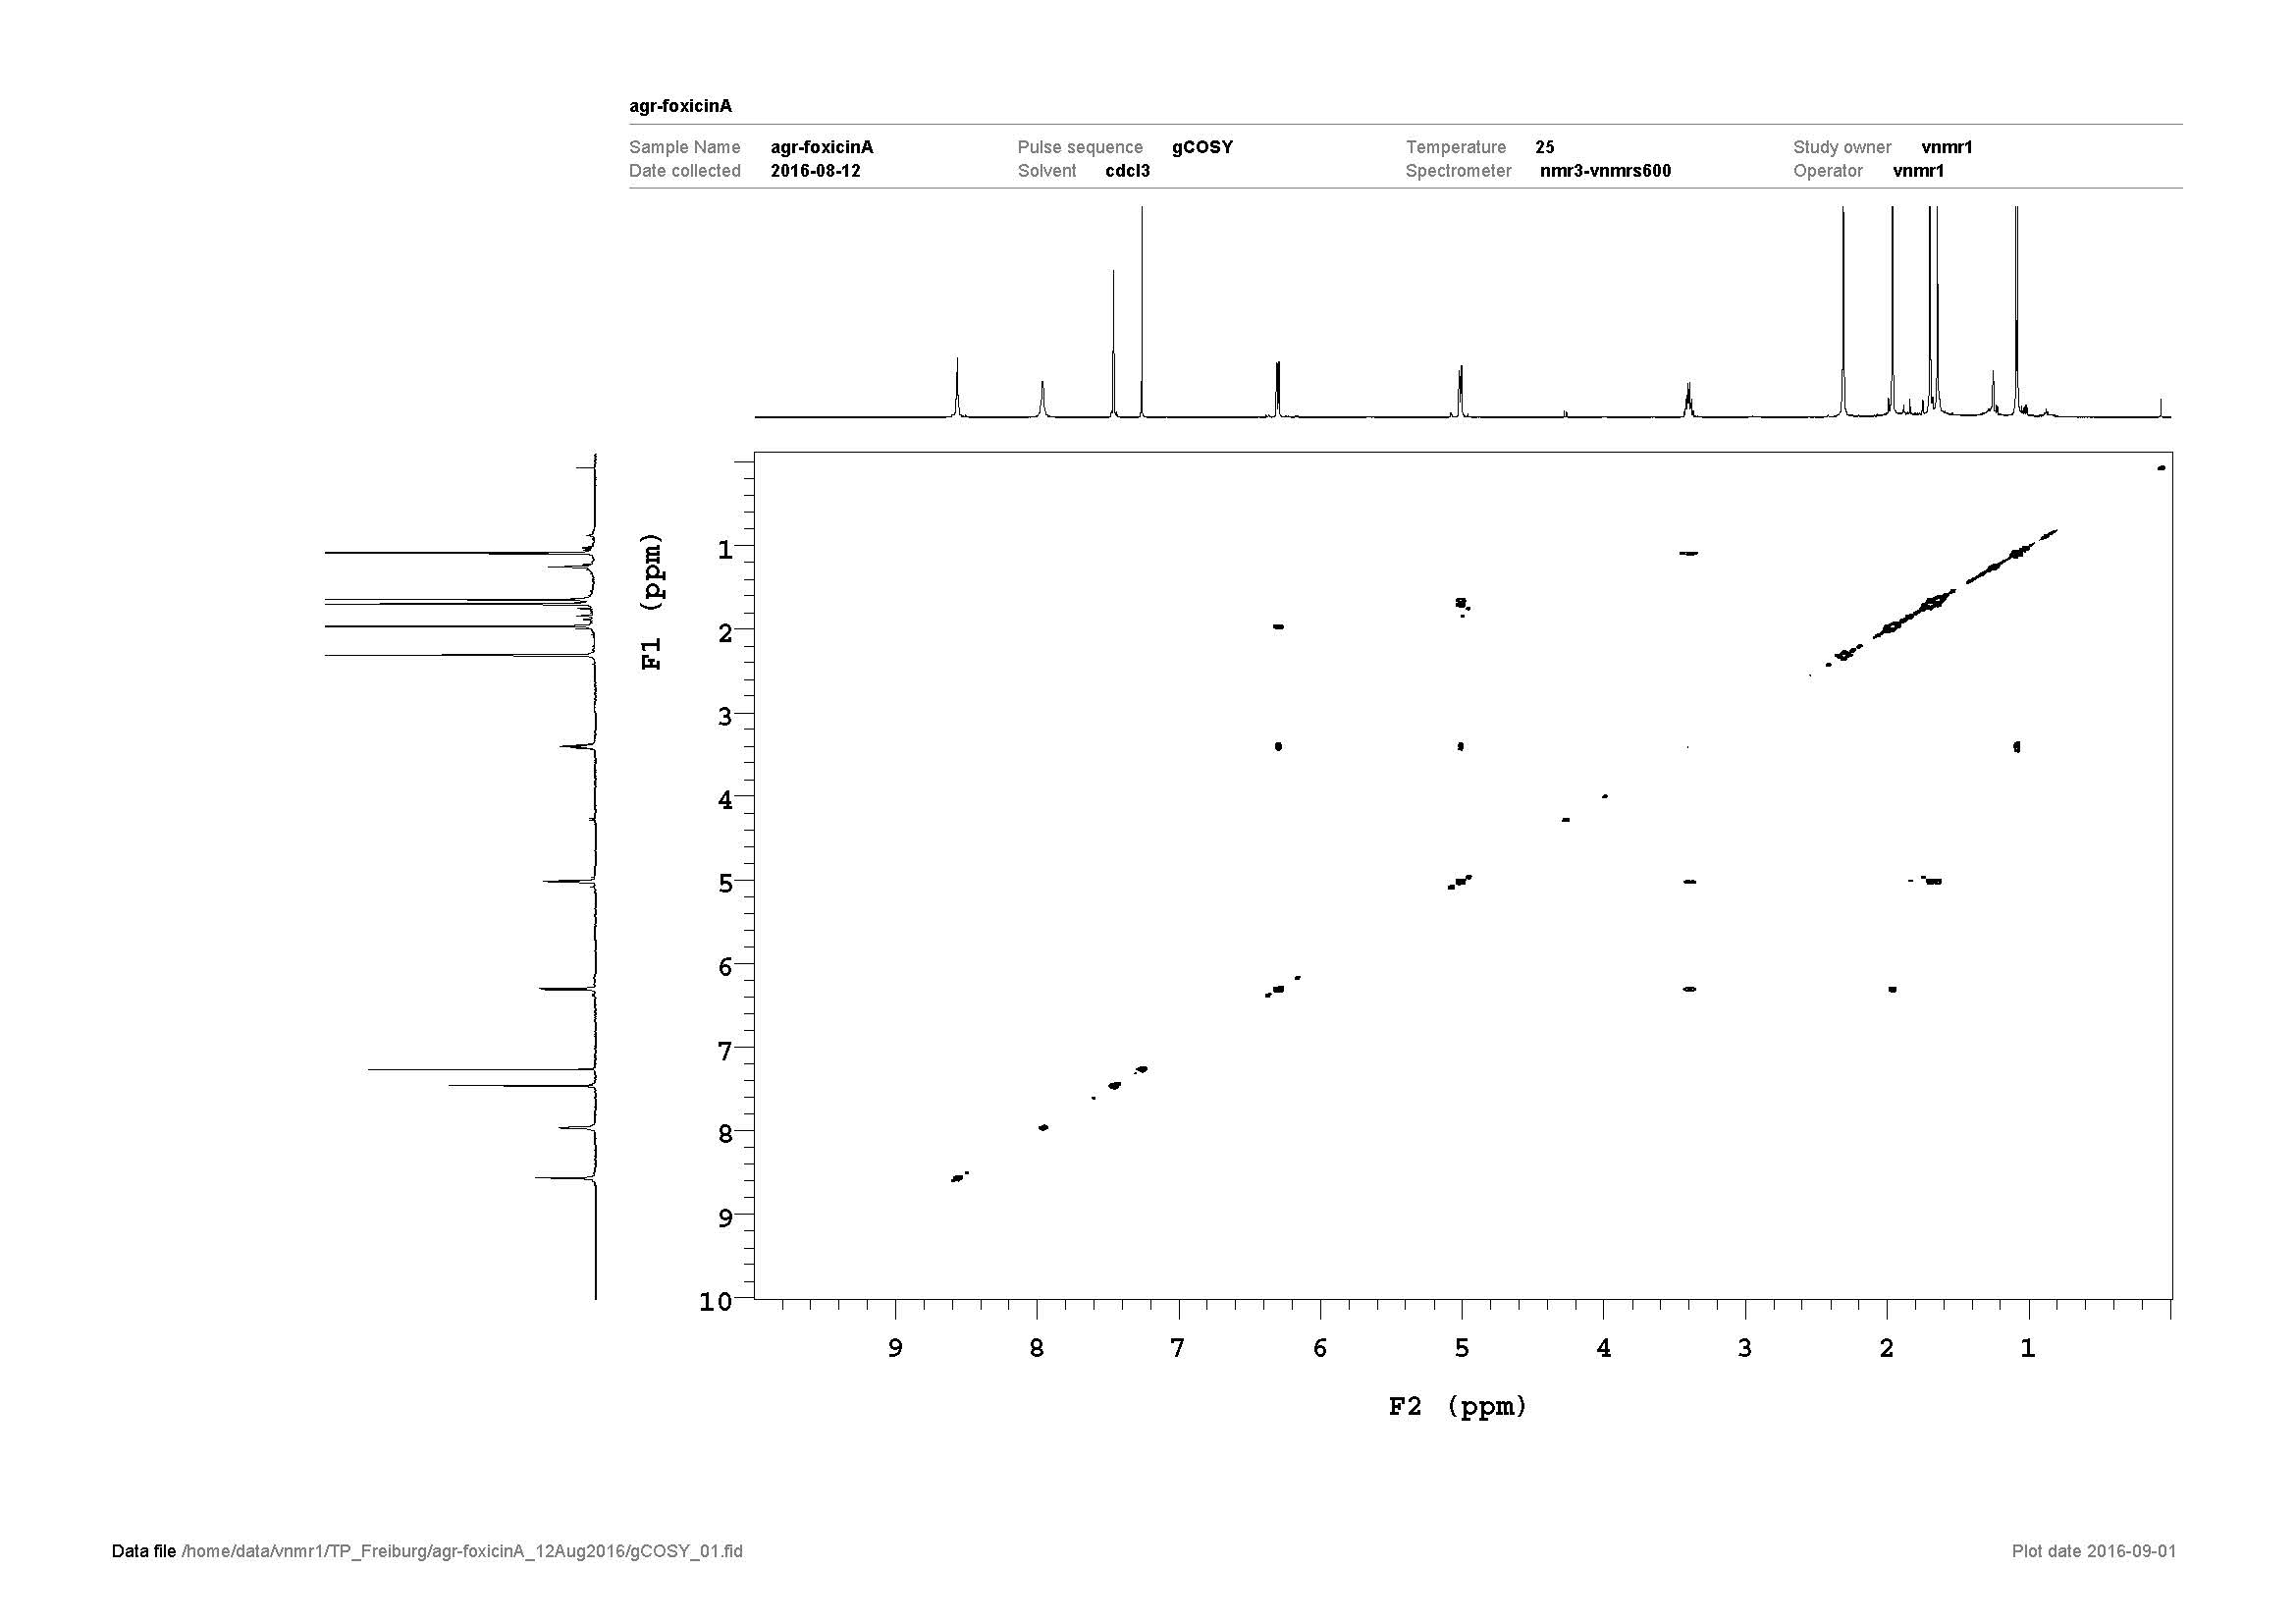 agr-foxicinA
Sample Name agr-foxicinA Pulse sequence gCOSY Temperature 25 Study owner vnmr1
Date collected 2016-08-12 Solvent cdcl3 Spectrometer nmr3-vnmrs600 Operator vnmr1
F1 (ppm)
1
2
3
4
5
6
7
8
9
10
9 8 7 6 5 4 3 2 1
F2 (ppm)
Data file /home/data/vnmr1/TP_Freiburg/agr-foxicinA_12Aug2016/gCOSY_01.fid Plot date 2016-09-01